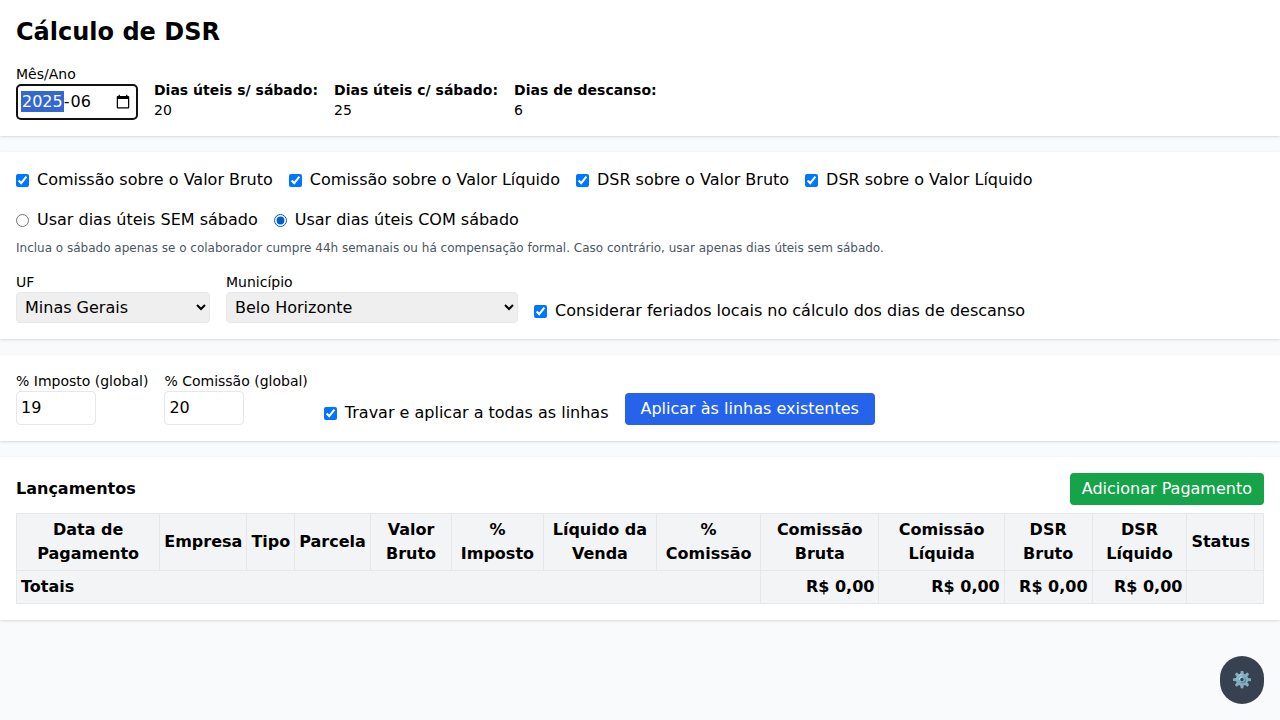 Cálculo de DSR
Mês/Ano
2025-06
Dias úteis s/ sábado:
20
Dias úteis c/ sábado:
25
Dias de descanso:
6
Comissão sobre o Valor Bruto
Comissão sobre o Valor Líquido
DSR sobre o Valor Bruto
DSR sobre o Valor Líquido
Usar dias úteis SEM sábado
Usar dias úteis COM sábado
Inclua o sábado apenas se o colaborador cumpre 44h semanais ou há compensação formal. Caso contrário, usar apenas dias úteis sem sábado.
UF
Minas Gerais
Município
Belo Horizonte
Considerar feriados locais no cálculo dos dias de descanso
% Imposto (global)
19
% Comissão (global)
20
Travar e aplicar a todas as linhas
Aplicar às linhas existentes
Lançamentos
Adicionar Pagamento
Data de Pagamento
Empresa
Tipo
Parcela
Valor Bruto
% Imposto
Líquido da Venda
% Comissão
Comissão Bruta
Comissão Líquida
DSR Bruto
DSR Líquido
Status
Totais
R$ 0,00
R$ 0,00
R$ 0,00
R$ 0,00